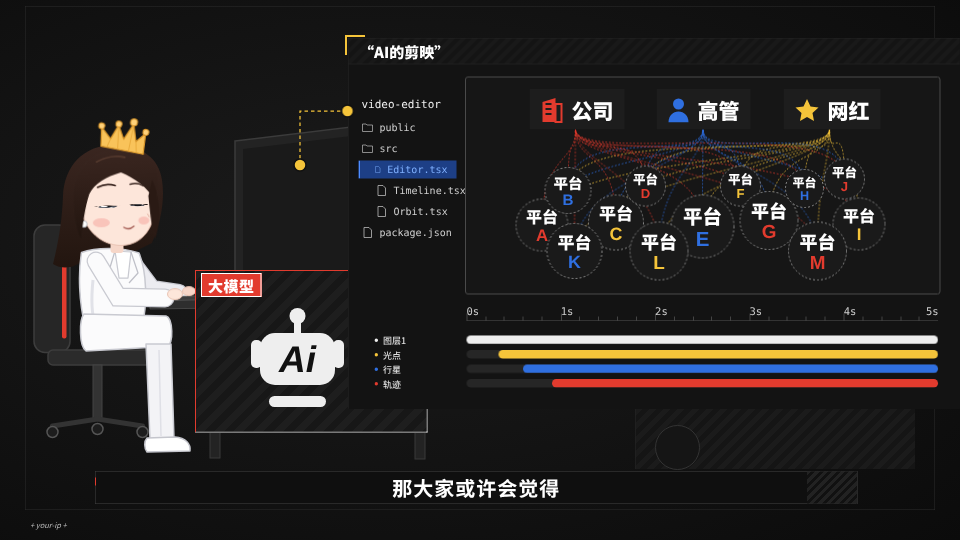 “AI的剪映”
video-editor
public
src
Editor.tsx
Timeline.tsx
Orbit.tsx
package.json
公司
高管
网红
平台
B
平台
D
平台
F
平台
H
平台
J
平台
A
平台
C
平台
E
平台
G
平台
I
平台
K
平台
L
平台
M
大模型
Ai
0s 1s 2s 3s 4s 5s
图层1
光点
行星
轨迹
那大家或许会觉得
+ your-ip +